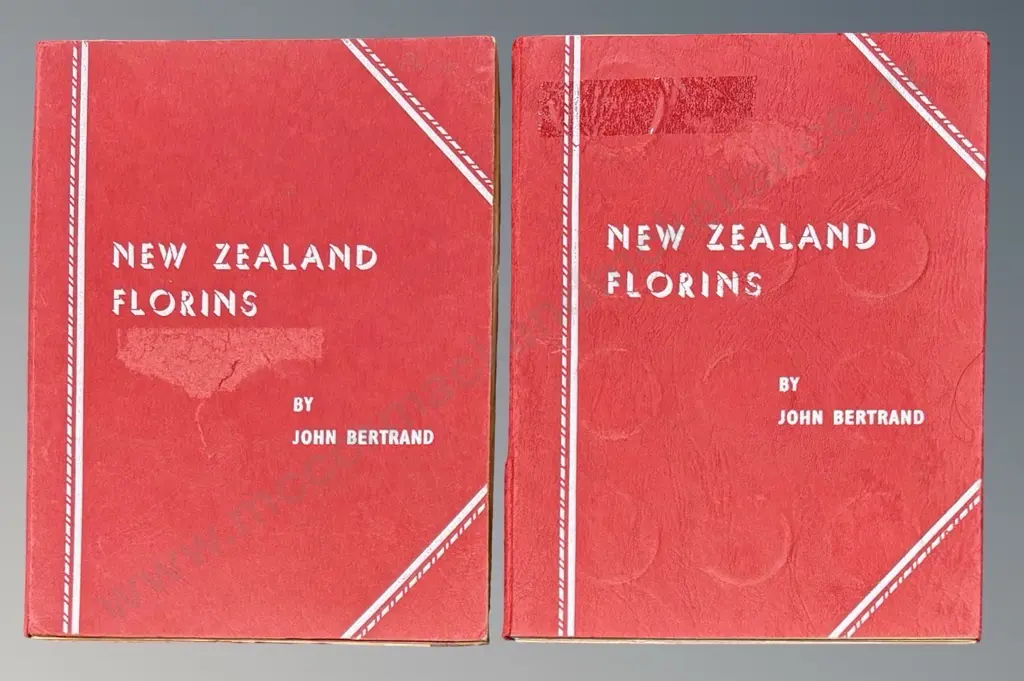 NEW ZEALAND
FLORINS
BY
JOHN BERTRAND
NEW ZEALAND
FLORINS
BY
JOHN BERTRAND